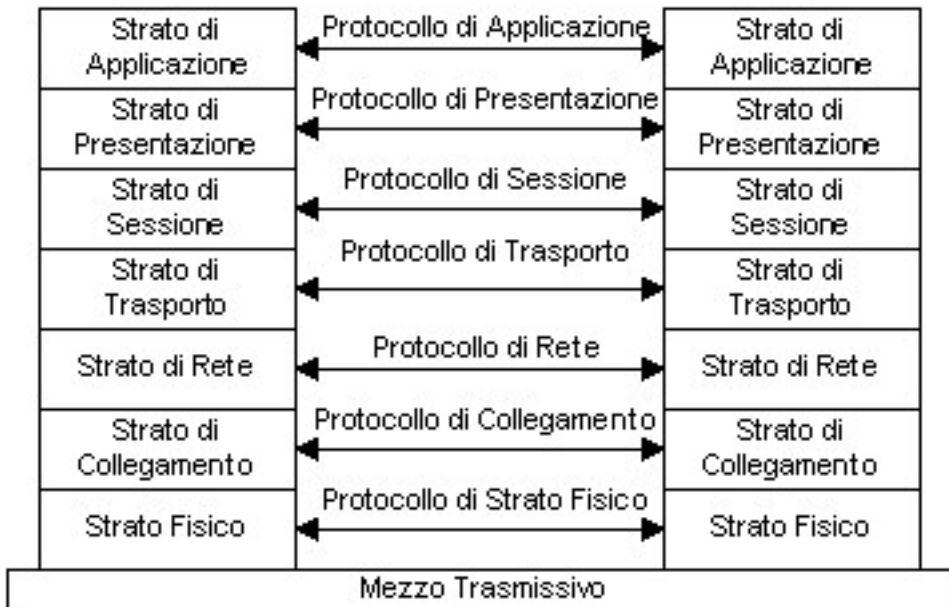 Strato di
Applicazione
Protocollo di Applicazione
Strato di
Applicazione
Strato di
Presentazione
Protocollo di Presentazione
Strato di
Presentazione
Strato di
Sessione
Protocollo di Sessione
Strato di
Sessione
Strato di
Trasporto
Protocollo di Trasporto
Strato di
Trasporto
Strato di Rete
Protocollo di Rete
Strato di Rete
Strato di
Collegamento
Protocollo di Collegamento
Strato di
Collegamento
Strato Fisico
Protocollo di Strato Fisico
Strato Fisico
Mezzo Trasmissivo